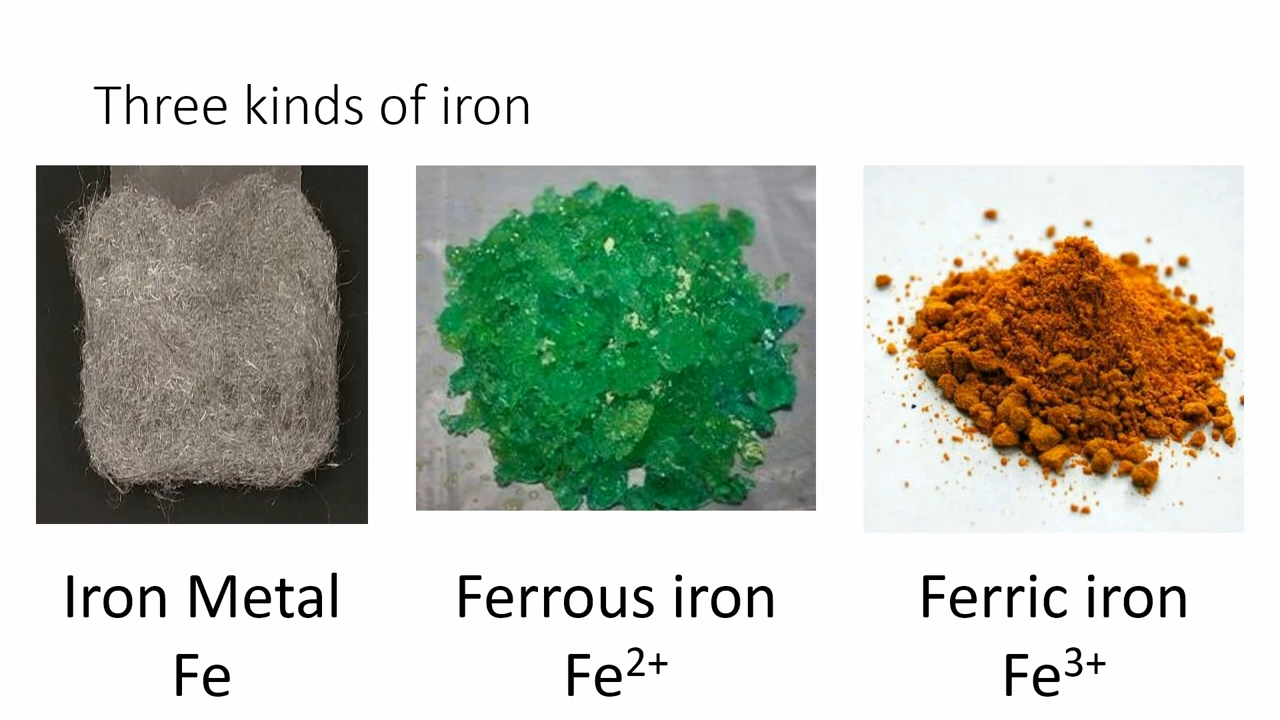 Three kinds of iron
Iron Metal
Fe
Ferrous iron
Fe²⁺
Ferric iron
Fe³⁺